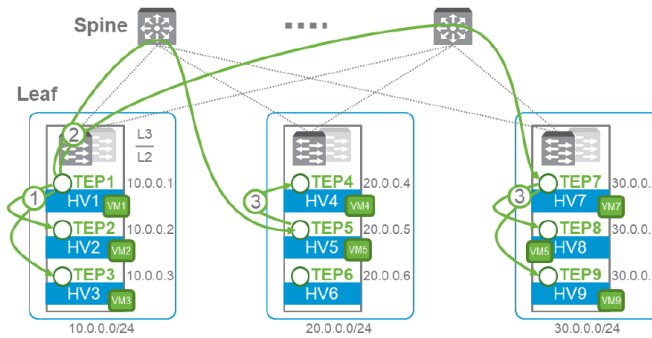 Spine
Leaf
2
L3
L2
1
TEP1
10.0.0.1
HV1
VM1
TEP2
10.0.0.2
HV2
VM2
TEP3
10.0.0.3
HV3
VM3
10.0.0.0/24
3
TEP4
20.0.0.4
HV4
VM4
TEP5
20.0.0.5
HV5
VM5
TEP6
20.0.0.6
HV6
20.0.0.0/24
3
TEP7
30.0.0.
HV7
VM7
TEP8
30.0.0.
VM5
HV8
TEP9
30.0.0.
HV9
VM9
30.0.0.0/24